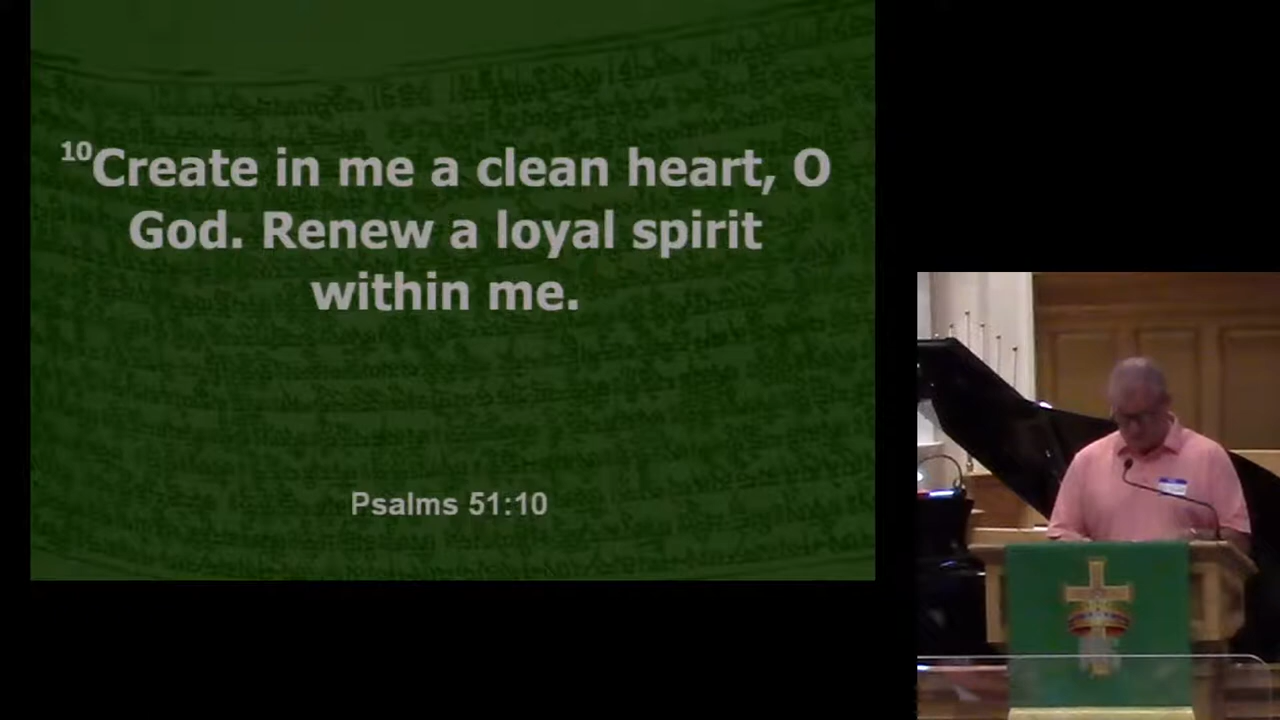 ¹⁰Create in me a clean heart, O
God. Renew a loyal spirit
within me.
Psalms 51:10